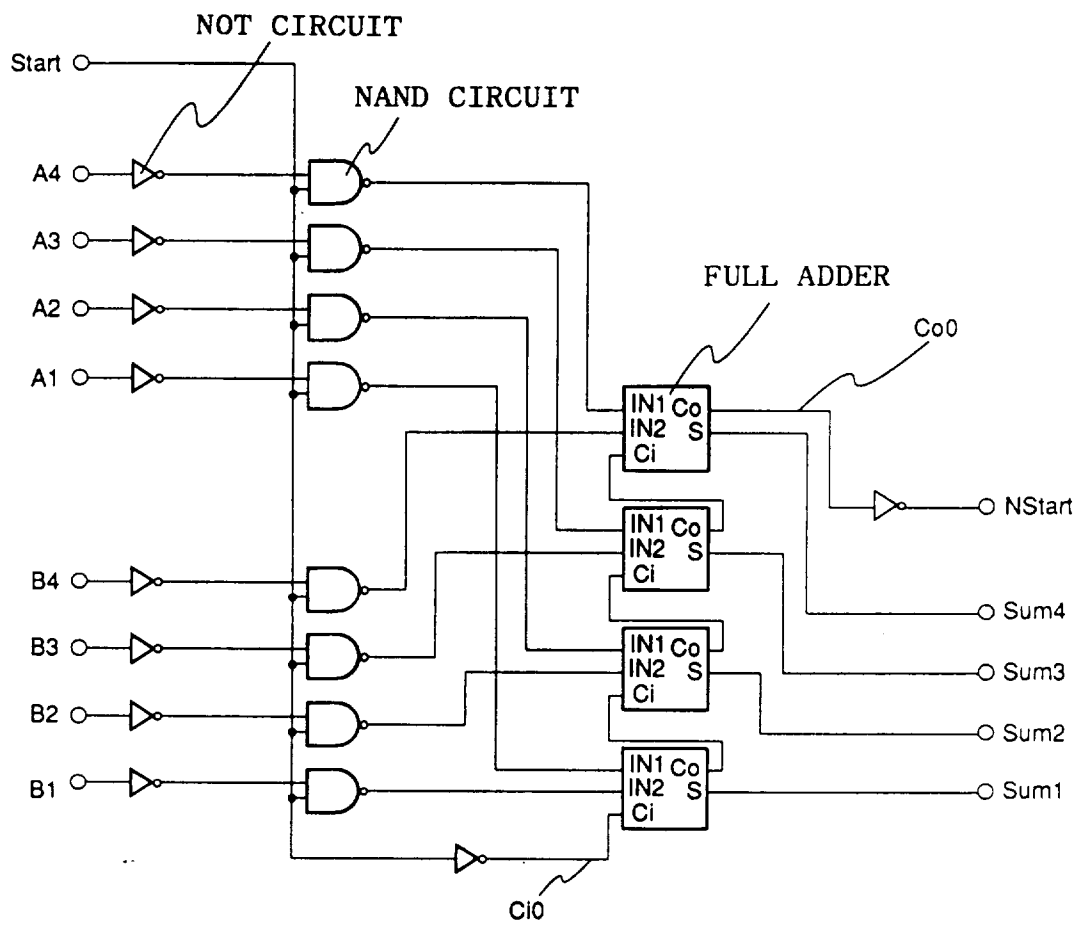 NOT CIRCUIT
Start
NAND CIRCUIT
A4
A3
A2
A1
FULL ADDER
Co0
IN1 Co
IN2 S
Ci
NStart
IN1 Co
IN2 S
Ci
B4
Sum4
B3
IN1 Co
IN2 S
Ci
Sum3
B2
Sum2
B1
IN1 Co
IN2 S
Ci
Sum1
Ci0